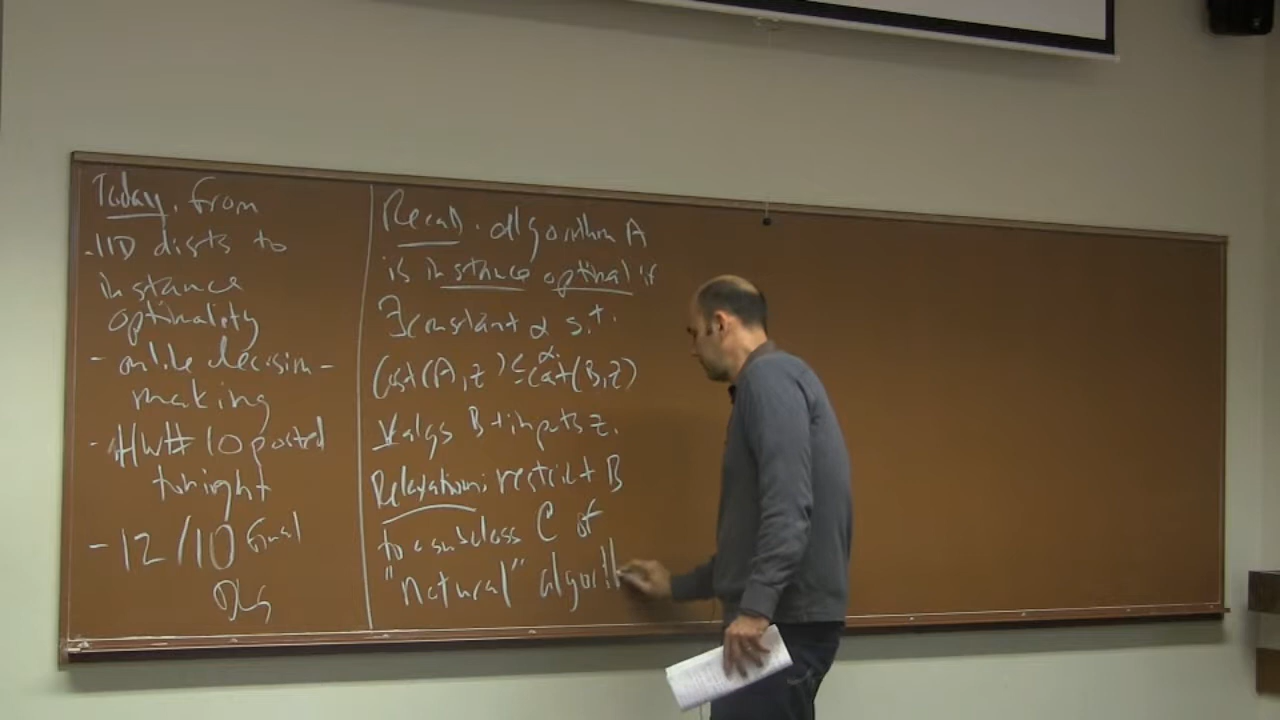 Today. From
- IID dists to
instance
optimality
- online decision-
making
- HW#10 posted
tonight
- 12/10 final
Recall. algorithm A
is instance optimal if
∃ constant α s.t.
Cost(A,z) ≤ α·Cost(B,z)
∀ algs B + inputs z.
Relaxation: restrict B
to a subclass C of
"natural" algorith